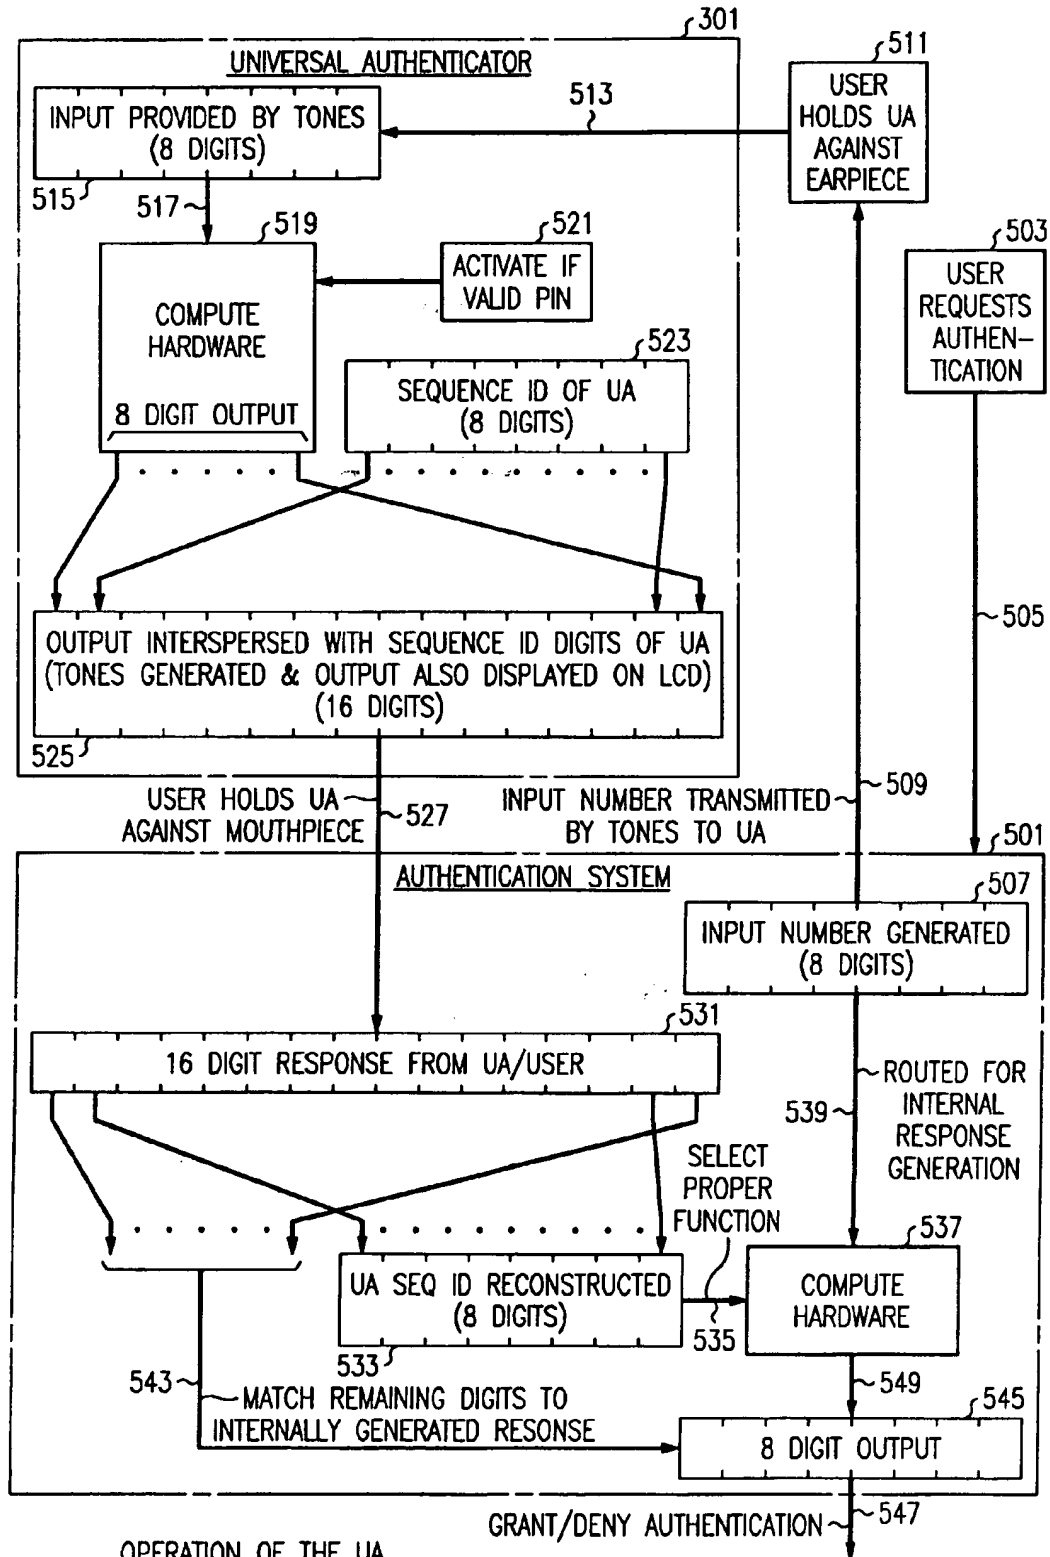 301
UNIVERSAL AUTHENTICATOR
511
USER
HOLDS UA
AGAINST
EARPIECE
513
INPUT PROVIDED BY TONES
(8 DIGITS)
515
517
519
521
ACTIVATE IF
VALID PIN
503
USER
REQUESTS
AUTHEN-
TICATION
COMPUTE
HARDWARE
8 DIGIT OUTPUT
523
SEQUENCE ID OF UA
(8 DIGITS)
505
OUTPUT INTERSPERSED WITH SEQUENCE ID DIGITS OF UA
(TONES GENERATED & OUTPUT ALSO DISPLAYED ON LCD)
(16 DIGITS)
525
USER HOLDS UA
AGAINST MOUTHPIECE
527
INPUT NUMBER TRANSMITTED
BY TONES TO UA
509
501
AUTHENTICATION SYSTEM
507
INPUT NUMBER GENERATED
(8 DIGITS)
531
16 DIGIT RESPONSE FROM UA/USER
539
ROUTED FOR
INTERNAL
RESPONSE
GENERATION
SELECT
PROPER
FUNCTION
537
UA SEQ ID RECONSTRUCTED
(8 DIGITS)
533
535
COMPUTE
HARDWARE
543
MATCH REMAINING DIGITS TO
INTERNALLY GENERATED RESONSE
549
545
8 DIGIT OUTPUT
GRANT/DENY AUTHENTICATION
547
OPERATION OF THE UA